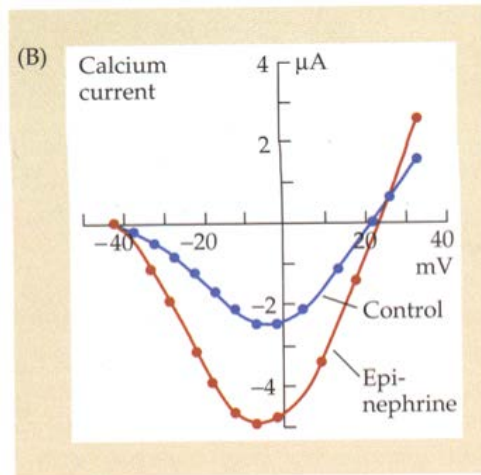 (B)
Calcium
current
4
μA
2
−40
−20
20
40
mV
−2
Control
−4
Epi-
nephrine